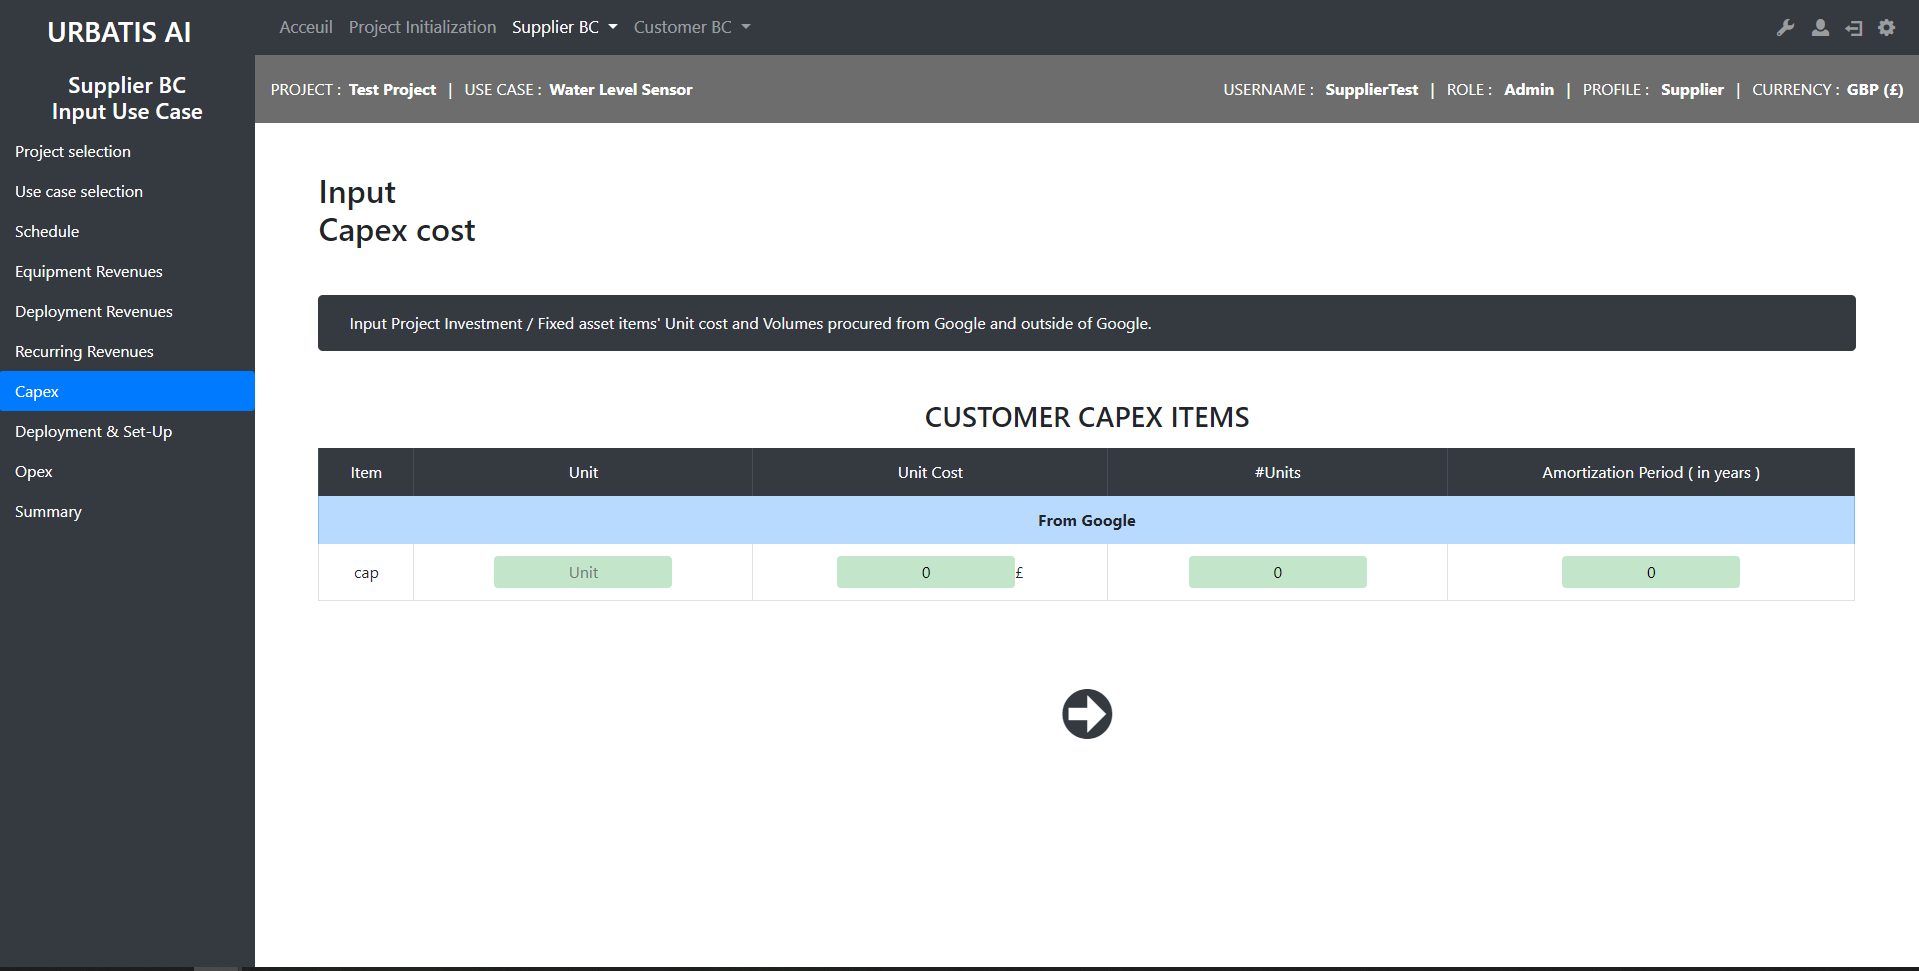 URBATIS AI
Acceuil Project Initialization Supplier BC Customer BC
Supplier BC
Input Use Case
Project selection
Use case selection
Schedule
Equipment Revenues
Deployment Revenues
Recurring Revenues
Capex
Deployment & Set-Up
Opex
Summary
PROJECT : Test Project | USE CASE : Water Level Sensor
USERNAME : SupplierTest | ROLE : Admin | PROFILE : Supplier | CURRENCY : GBP (£)
Input
Capex cost
Input Project Investment / Fixed asset items' Unit cost and Volumes procured from Google and outside of Google.
CUSTOMER CAPEX ITEMS
Item Unit Unit Cost #Units Amortization Period ( in years )
From Google
cap Unit 0 £ 0 0